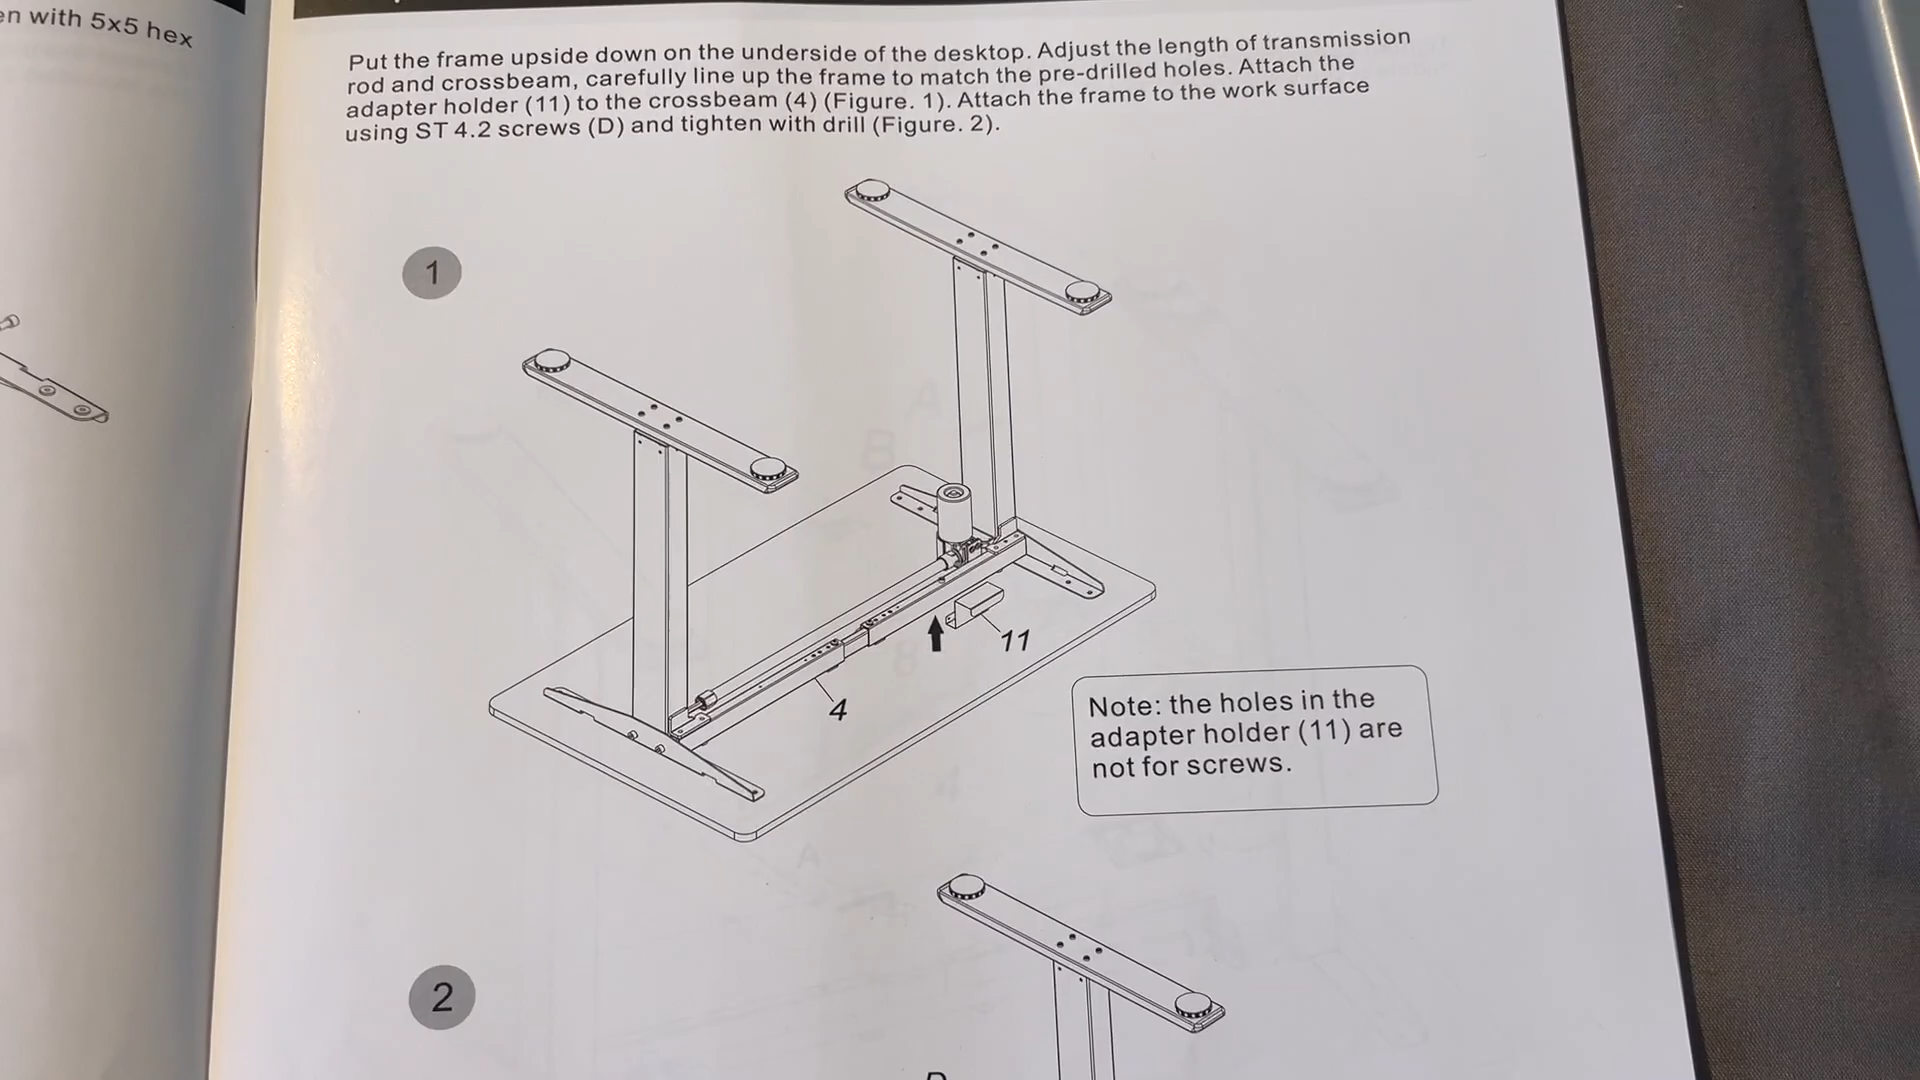 en with 5x5 hex
Put the frame upside down on the underside of the desktop. Adjust the length of transmission
rod and crossbeam, carefully line up the frame to match the pre-drilled holes. Attach the
adapter holder (11) to the crossbeam (4) (Figure. 1). Attach the frame to the work surface
using ST 4.2 screws (D) and tighten with drill (Figure. 2).
1
11
4
Note: the holes in the
adapter holder (11) are
not for screws.
2